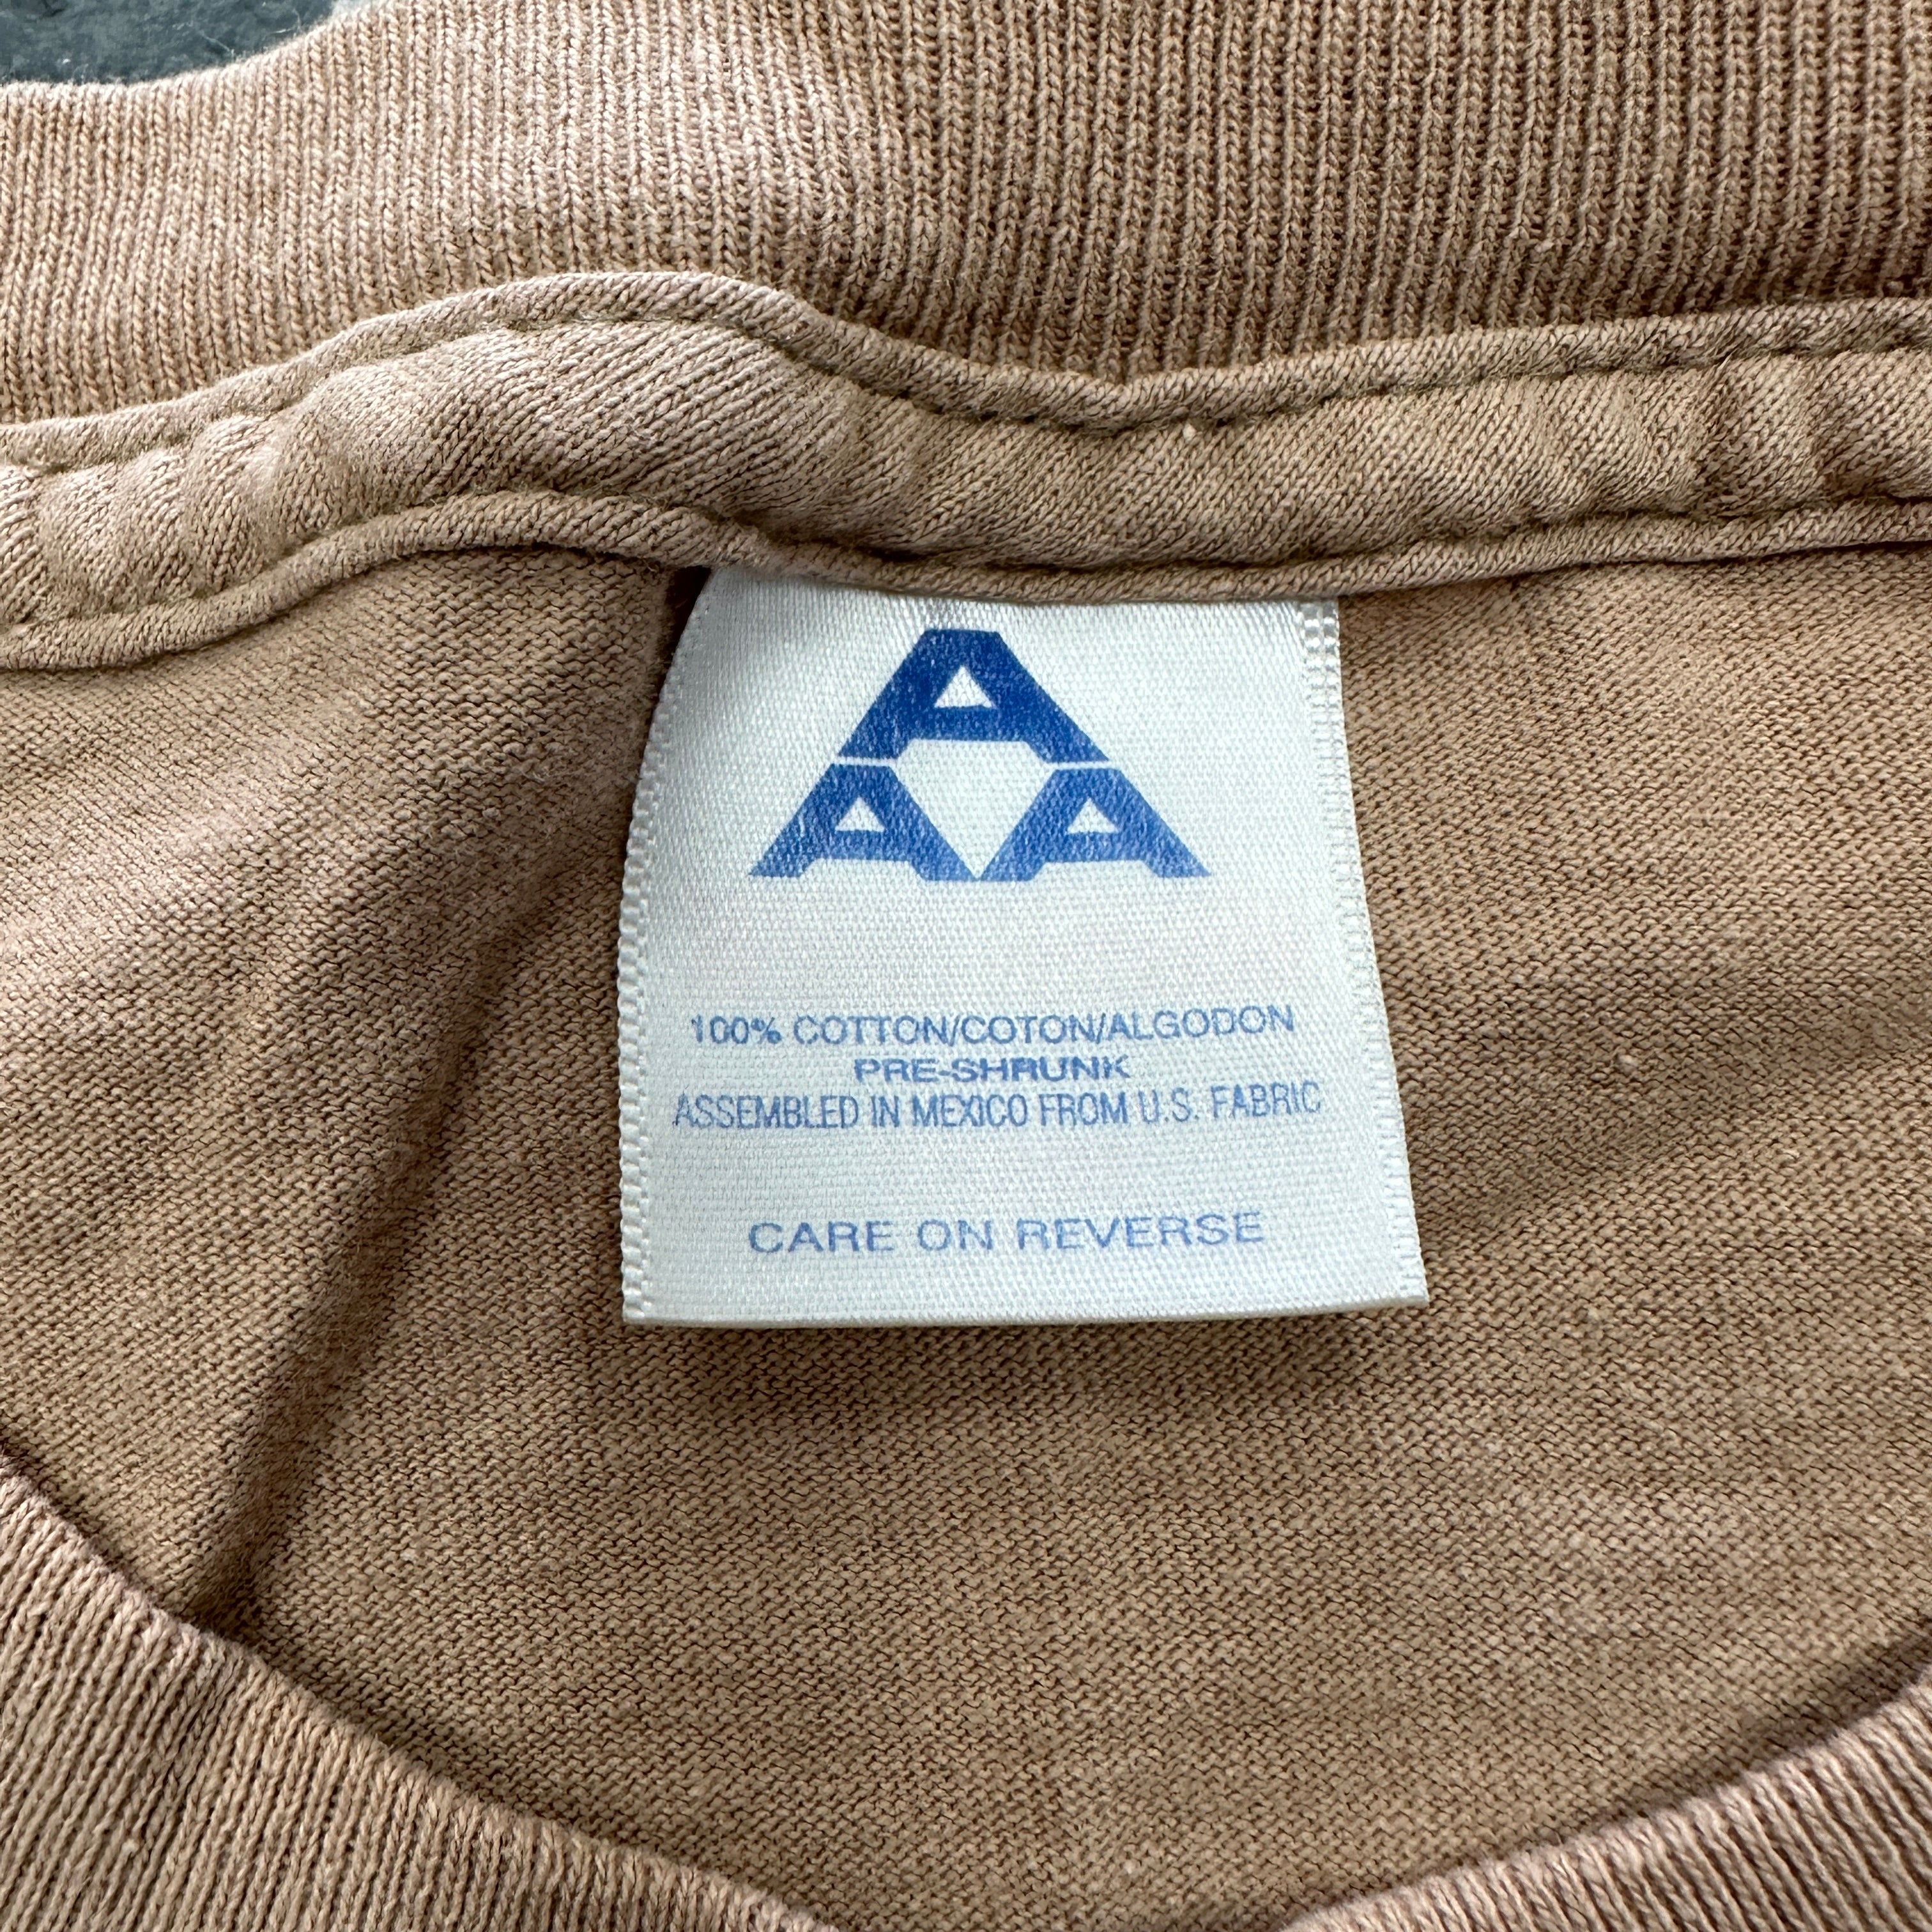 A
A A
100% COTTON/COTON/ALGODON
PRE-SHRUNK
ASSEMBLED IN MEXICO FROM U.S. FABRIC
CARE ON REVERSE